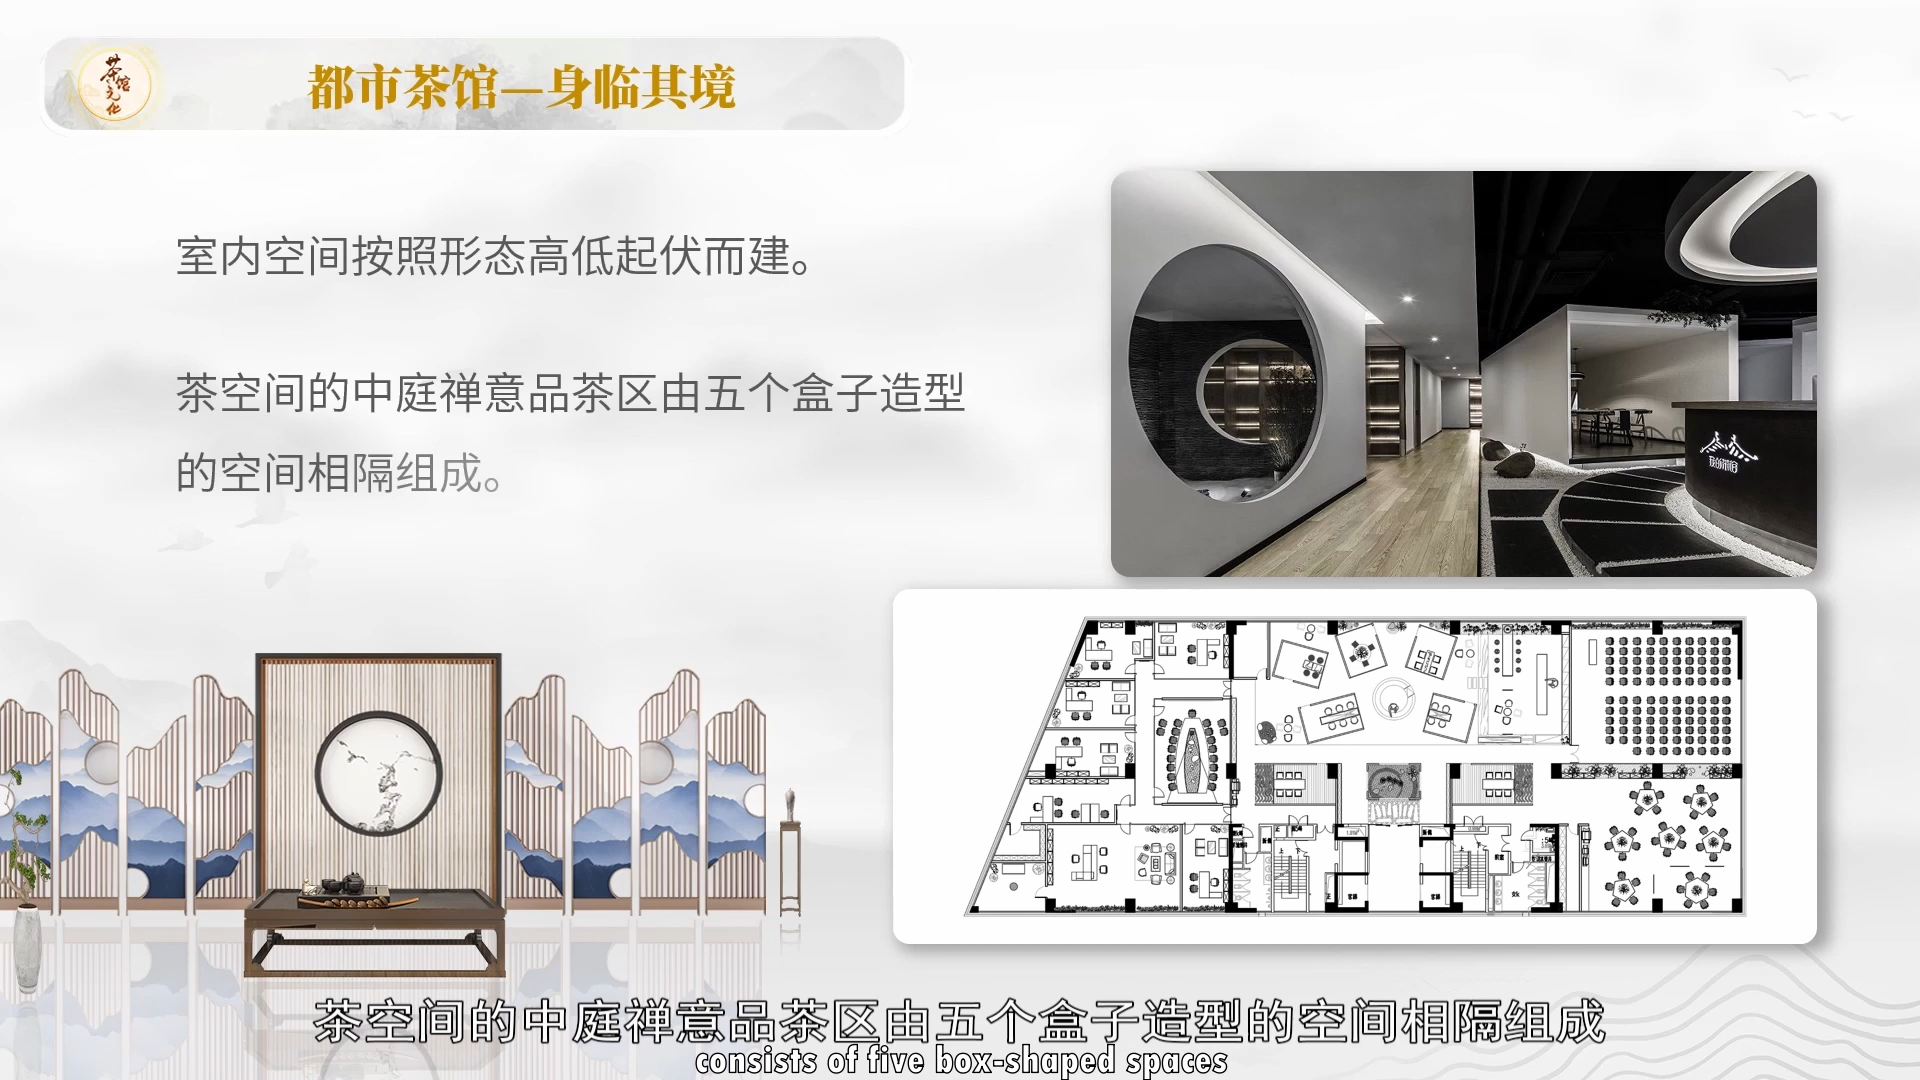 茶馆文化
都市茶馆—身临其境
室内空间按照形态高低起伏而建。
茶空间的中庭禅意品茶区由五个盒子造型
的空间相隔组成。
茶空间的中庭禅意品茶区由五个盒子造型的空间相隔组成
consists of five box-shaped spaces